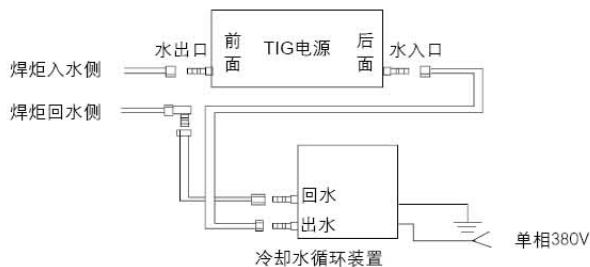 水出口
前面
TIG电源
后面
水入口
焊炬入水侧
焊炬回水侧
回水
出水
单相380V
冷却水循环装置